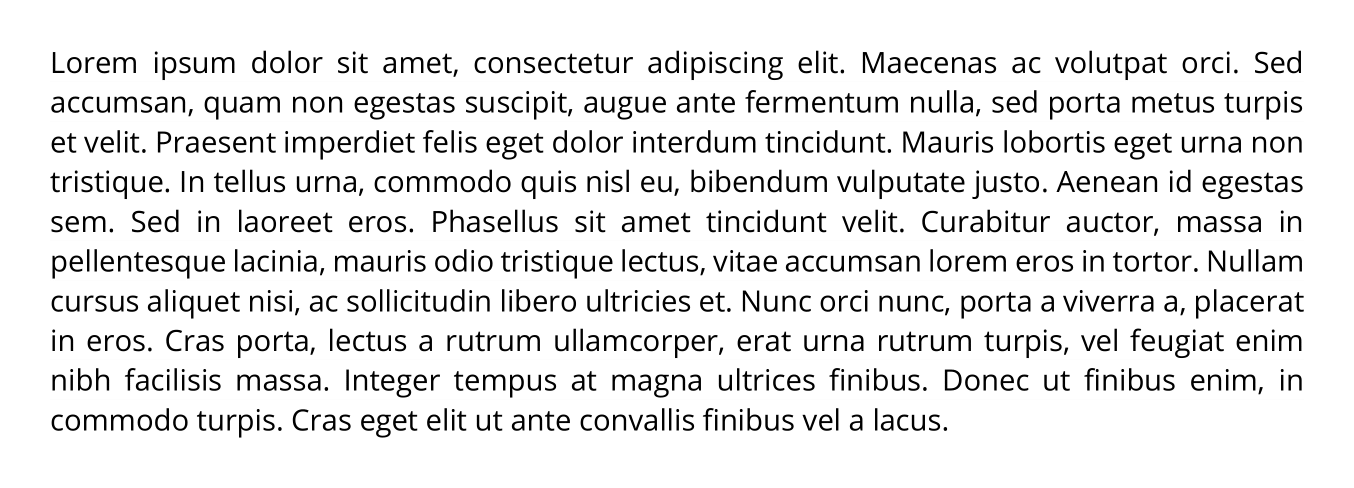 Lorem ipsum dolor sit amet, consectetur adipiscing elit. Maecenas ac volutpat orci. Sed
accumsan, quam non egestas suscipit, augue ante fermentum nulla, sed porta metus turpis
et velit. Praesent imperdiet felis eget dolor interdum tincidunt. Mauris lobortis eget urna non
tristique. In tellus urna, commodo quis nisl eu, bibendum vulputate justo. Aenean id egestas
sem. Sed in laoreet eros. Phasellus sit amet tincidunt velit. Curabitur auctor, massa in
pellentesque lacinia, mauris odio tristique lectus, vitae accumsan lorem eros in tortor. Nullam
cursus aliquet nisi, ac sollicitudin libero ultricies et. Nunc orci nunc, porta a viverra a, placerat
in eros. Cras porta, lectus a rutrum ullamcorper, erat urna rutrum turpis, vel feugiat enim
nibh facilisis massa. Integer tempus at magna ultrices finibus. Donec ut finibus enim, in
commodo turpis. Cras eget elit ut ante convallis finibus vel a lacus.